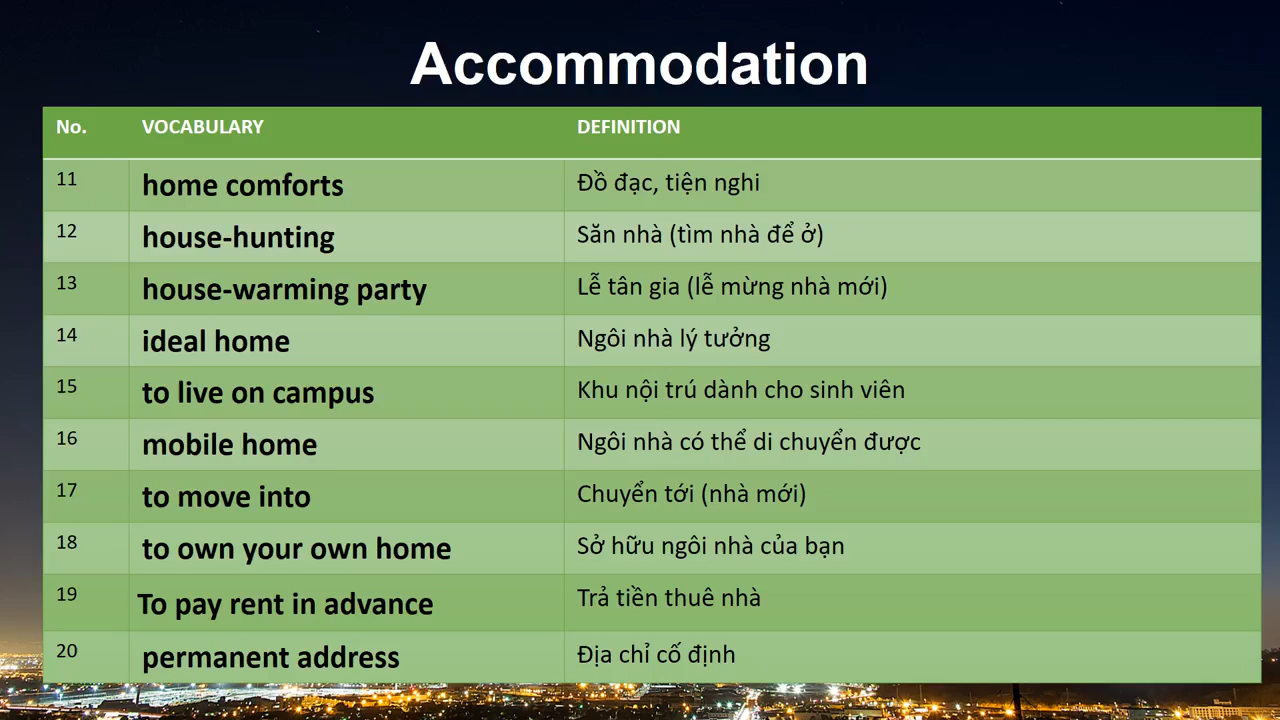 Accommodation
No. VOCABULARY DEFINITION
11 home comforts Đồ đạc, tiện nghi
12 house-hunting Săn nhà (tìm nhà để ở)
13 house-warming party Lễ tân gia (lễ mừng nhà mới)
14 ideal home Ngôi nhà lý tưởng
15 to live on campus Khu nội trú dành cho sinh viên
16 mobile home Ngôi nhà có thể di chuyển được
17 to move into Chuyển tới (nhà mới)
18 to own your own home Sở hữu ngôi nhà của bạn
19 To pay rent in advance Trả tiền thuê nhà
20 permanent address Địa chỉ cố định